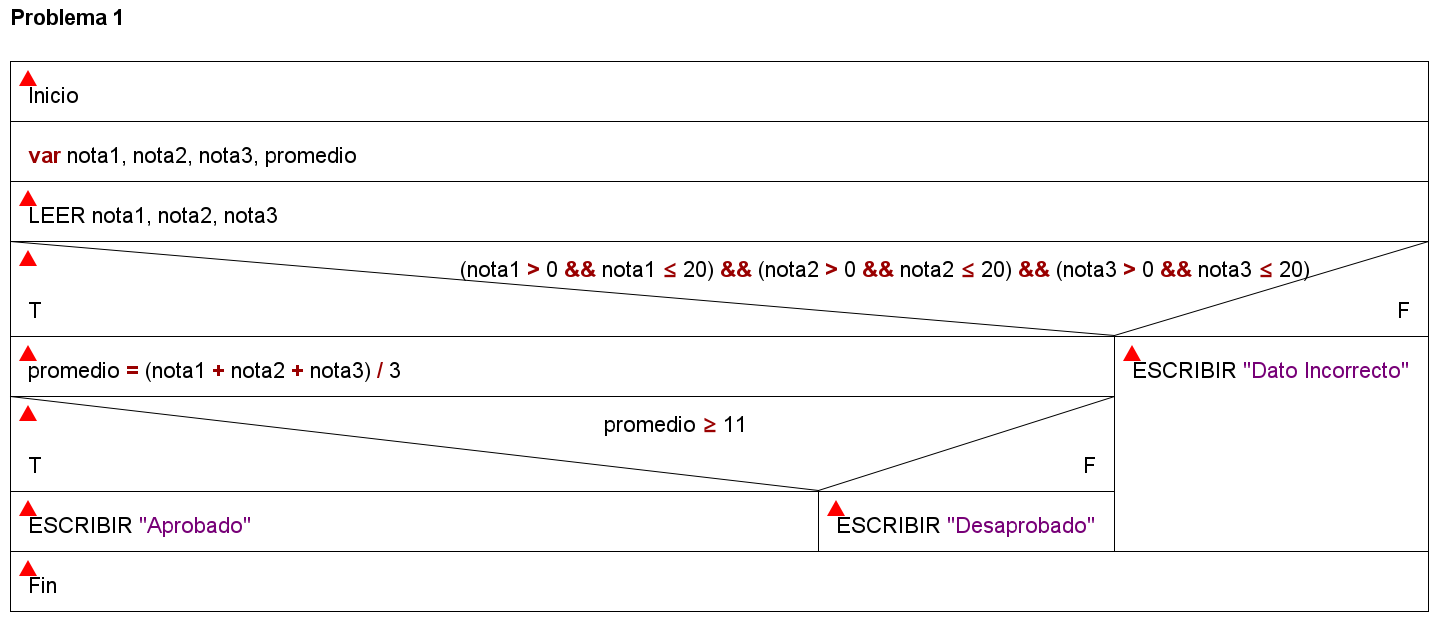 Problema 1
Inicio
var nota1, nota2, nota3, promedio
LEER nota1, nota2, nota3
(nota1 > 0 && nota1 ≤ 20) && (nota2 > 0 && nota2 ≤ 20) && (nota3 > 0 && nota3 ≤ 20)
T F
promedio = (nota1 + nota2 + nota3) / 3
ESCRIBIR "Dato Incorrecto"
promedio ≥ 11
T F
ESCRIBIR "Aprobado"
ESCRIBIR "Desaprobado"
Fin